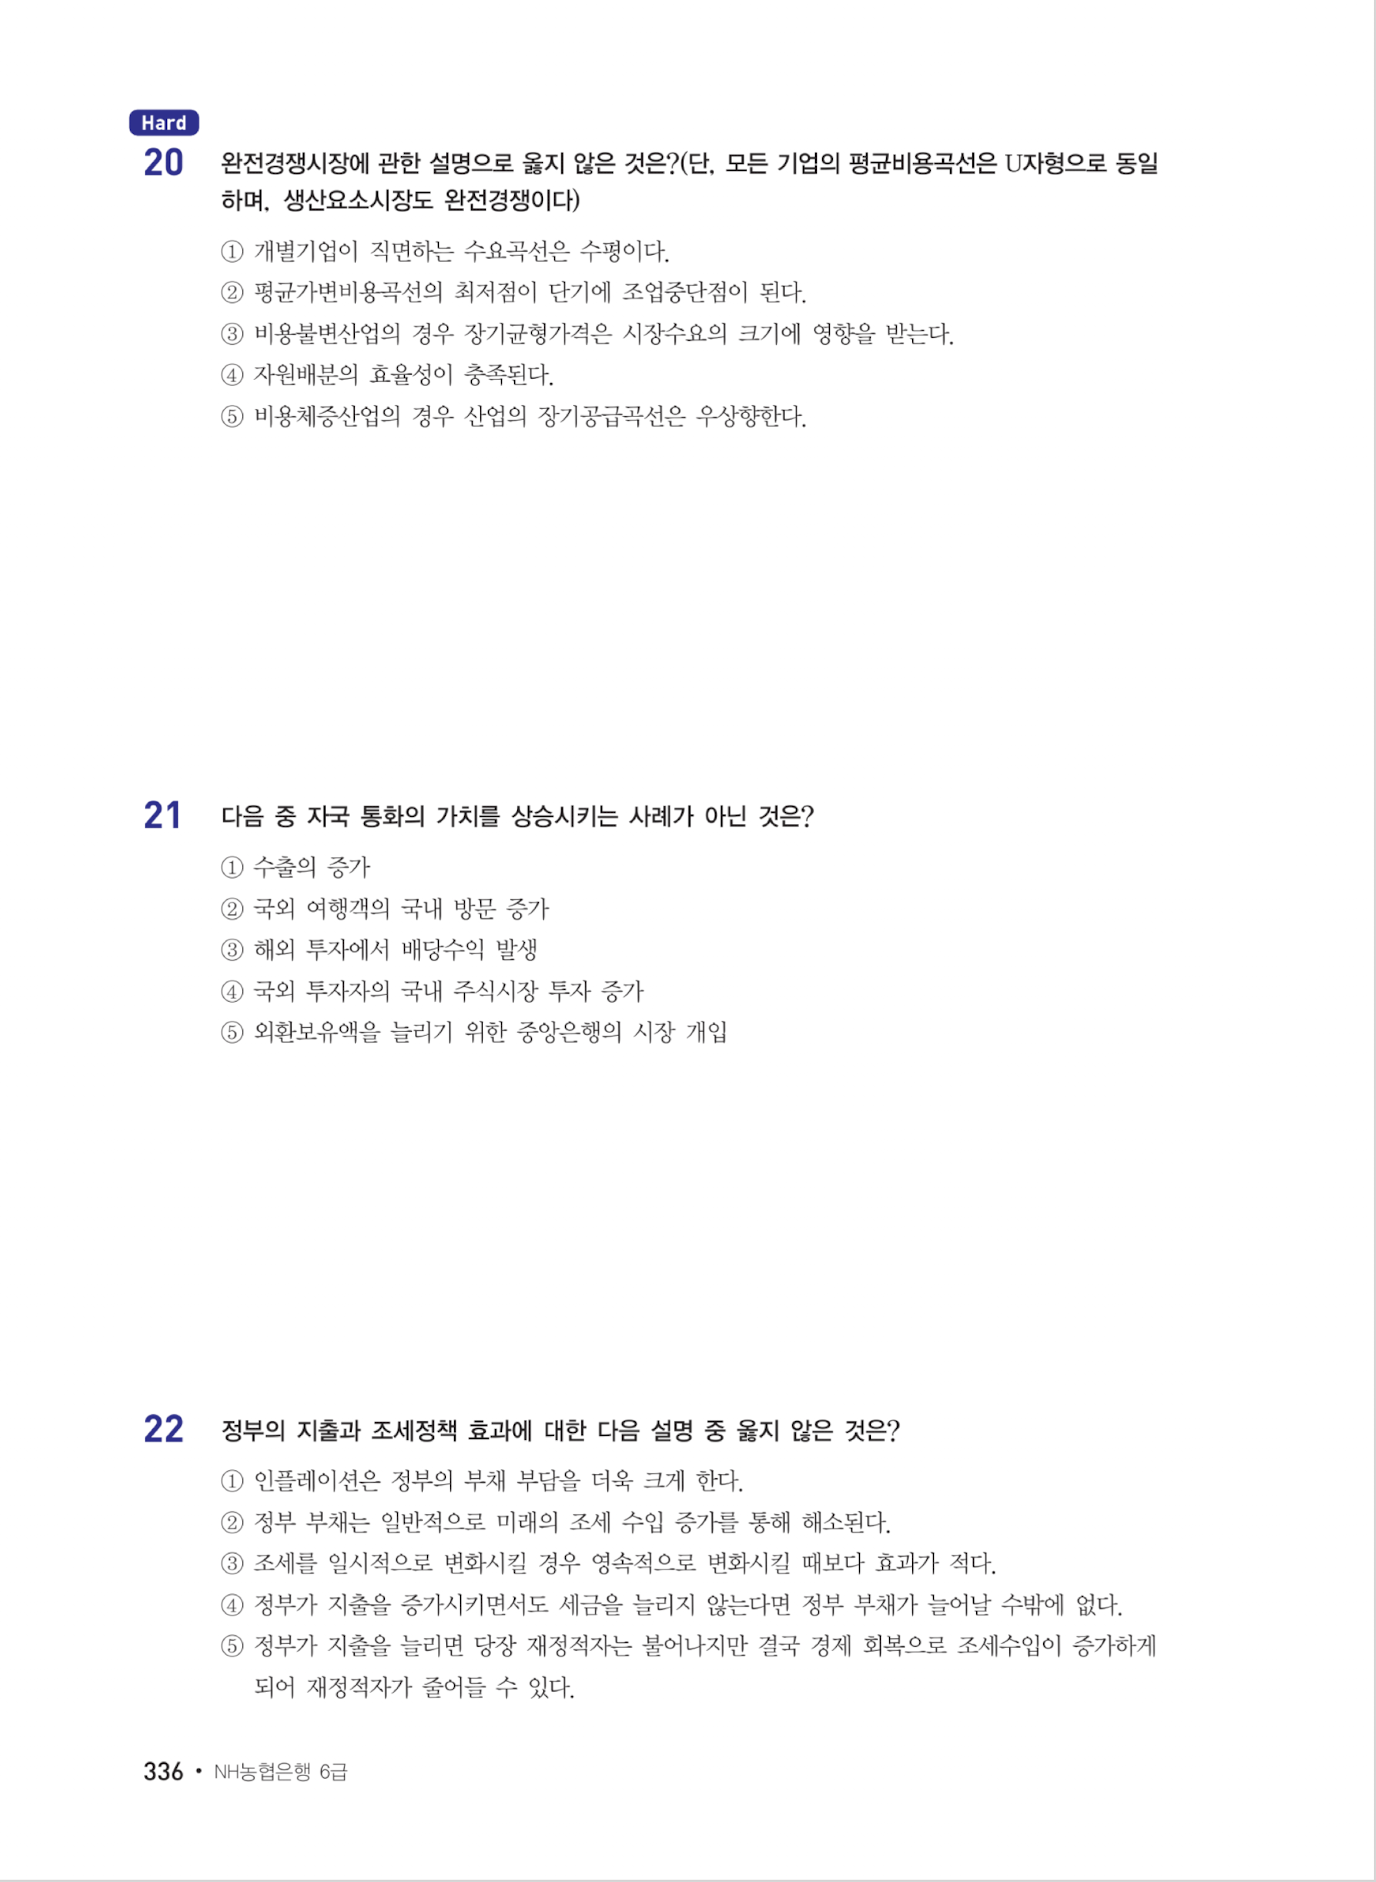 Hard
20 완전경쟁시장에 관한 설명으로 옳지 않은 것은?(단, 모든 기업의 평균비용곡선은 U자형으로 동일
하며, 생산요소시장도 완전경쟁이다)
① 개별기업이 직면하는 수요곡선은 수평이다.
② 평균가변비용곡선의 최저점이 단기에 조업중단점이 된다.
③ 비용불변산업의 경우 장기균형가격은 시장수요의 크기에 영향을 받는다.
④ 자원배분의 효율성이 충족된다.
⑤ 비용체증산업의 경우 산업의 장기공급곡선은 우상향한다.
21 다음 중 자국 통화의 가치를 상승시키는 사례가 아닌 것은?
① 수출의 증가
② 국외 여행객의 국내 방문 증가
③ 해외 투자에서 배당수익 발생
④ 국외 투자자의 국내 주식시장 투자 증가
⑤ 외환보유액을 늘리기 위한 중앙은행의 시장 개입
22 정부의 지출과 조세정책 효과에 대한 다음 설명 중 옳지 않은 것은?
① 인플레이션은 정부의 부채 부담을 더욱 크게 한다.
② 정부 부채는 일반적으로 미래의 조세 수입 증가를 통해 해소된다.
③ 조세를 일시적으로 변화시킬 경우 영속적으로 변화시킬 때보다 효과가 적다.
④ 정부가 지출을 증가시키면서도 세금을 늘리지 않는다면 정부 부채가 늘어날 수밖에 없다.
⑤ 정부가 지출을 늘리면 당장 재정적자는 불어나지만 결국 경제 회복으로 조세수입이 증가하게
되어 재정적자가 줄어들 수 있다.
336 • NH농협은행 6급